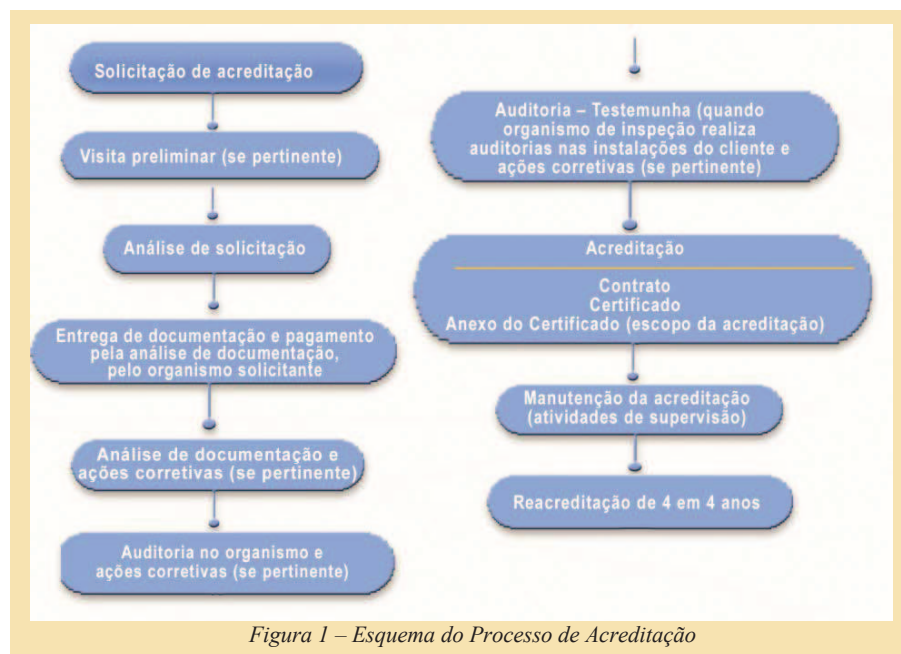 Solicitação de acreditação
Visita preliminar (se pertinente)
Análise de solicitação
Entrega de documentação e pagamento
pela análise de documentação,
pelo organismo solicitante
Análise de documentação e
ações corretivas (se pertinente)
Auditoria no organismo e
ações corretivas (se pertinente)
Auditoria – Testemunha (quando
organismo de inspeção realiza
auditorias nas instalações do cliente e
ações corretivas (se pertinente)
Acreditação
Contrato
Certificado
Anexo do Certificado (escopo da acreditação)
Manutenção da acreditação
(atividades de supervisão)
Reacreditação de 4 em 4 anos
Figura 1 – Esquema do Processo de Acreditação